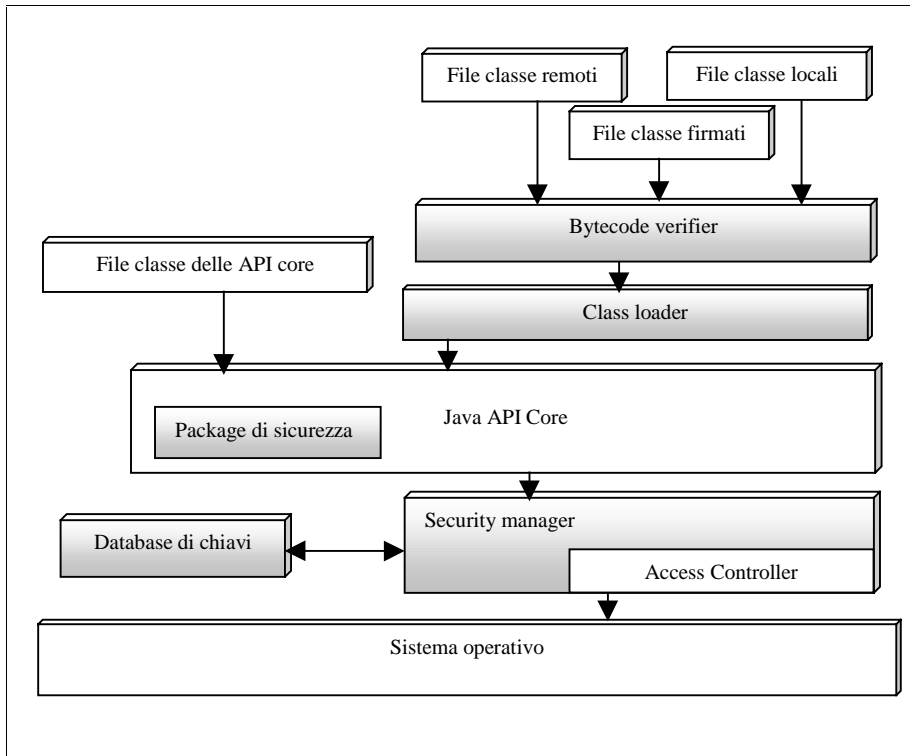 File classe remoti
File classe locali
File classe firmati
Bytecode verifier
File classe delle API core
Class loader
Java API Core
Package di sicurezza
Security manager
Database di chiavi
Access Controller
Sistema operativo